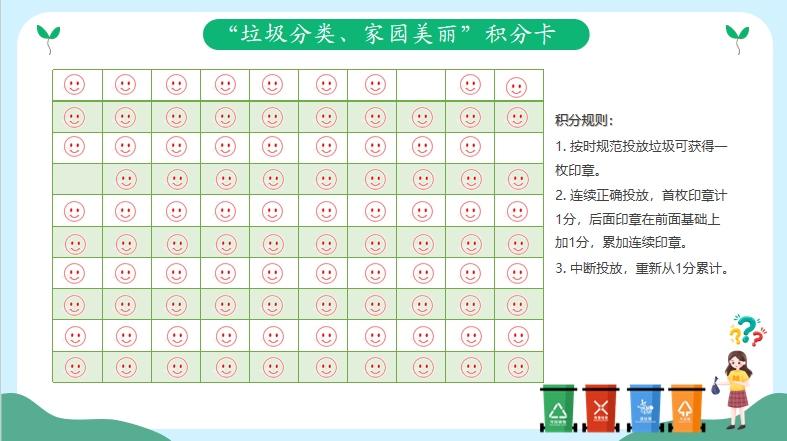 “垃圾分类、家园美丽”积分卡
积分规则：
1. 按时规范投放垃圾可获得一
枚印章。
2. 连续正确投放，首枚印章计
1分，后面印章在前面基础上
加1分，累加连续印章。
3. 中断投放，重新从1分累计。